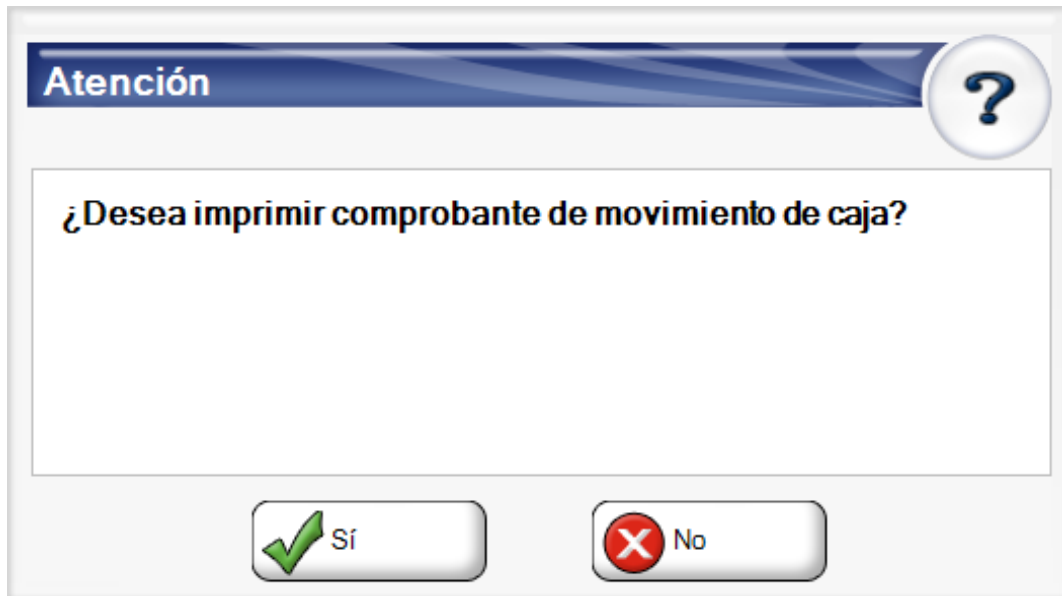 Atención
?
¿Desea imprimir comprobante de movimiento de caja?
Sí
No